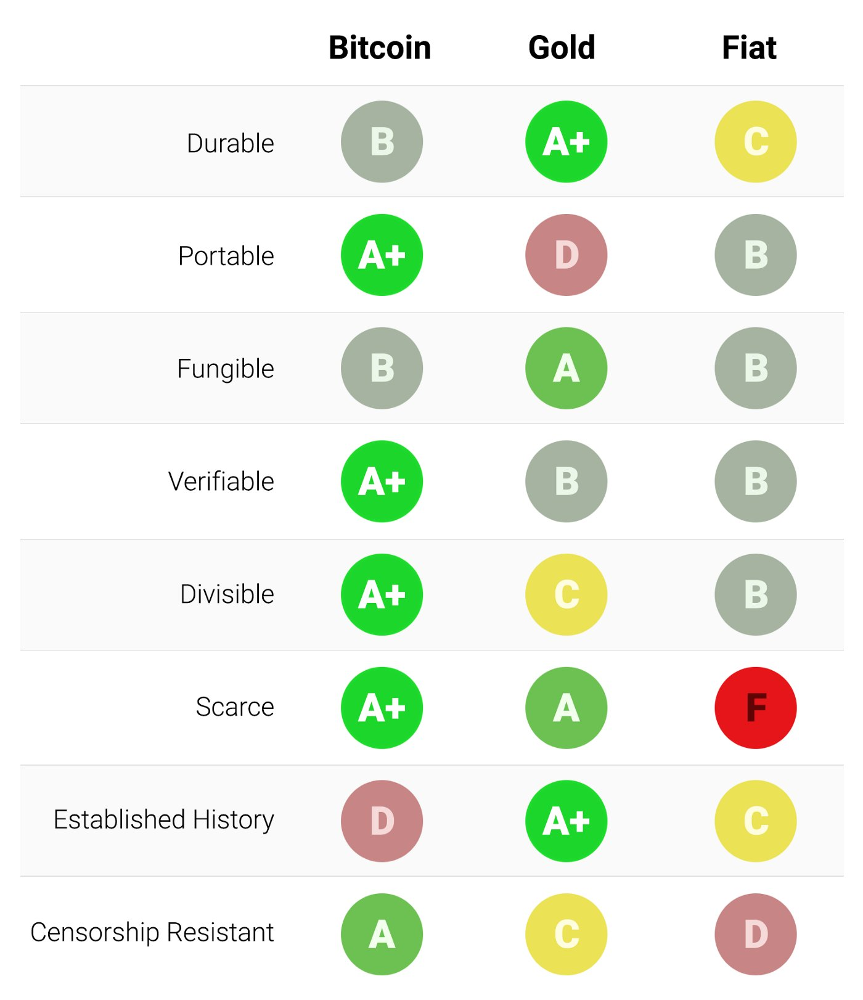 Bitcoin Gold Fiat
Durable B A+ C
Portable A+ D B
Fungible B A B
Verifiable A+ B B
Divisible A+ C B
Scarce A+ A F
Established History D A+ C
Censorship Resistant A C D